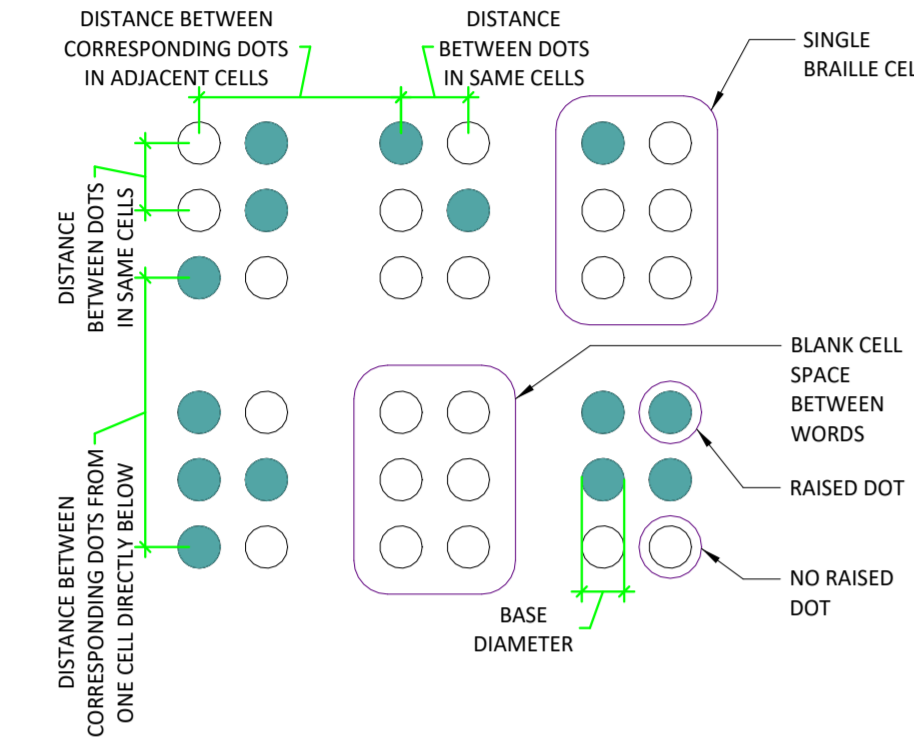 DISTANCE BETWEEN
CORRESPONDING DOTS
IN ADJACENT CELLS
DISTANCE
BETWEEN DOTS
IN SAME CELLS
SINGLE
BRAILLE CEL
DISTANCE
BETWEEN DOTS
IN SAME CELLS
BLANK CELL
SPACE
BETWEEN
WORDS
RAISED DOT
DISTANCE BETWEEN
CORRESPONDING DOTS FROM
ONE CELL DIRECTLY BELOW
NO RAISED
DOT
BASE
DIAMETER